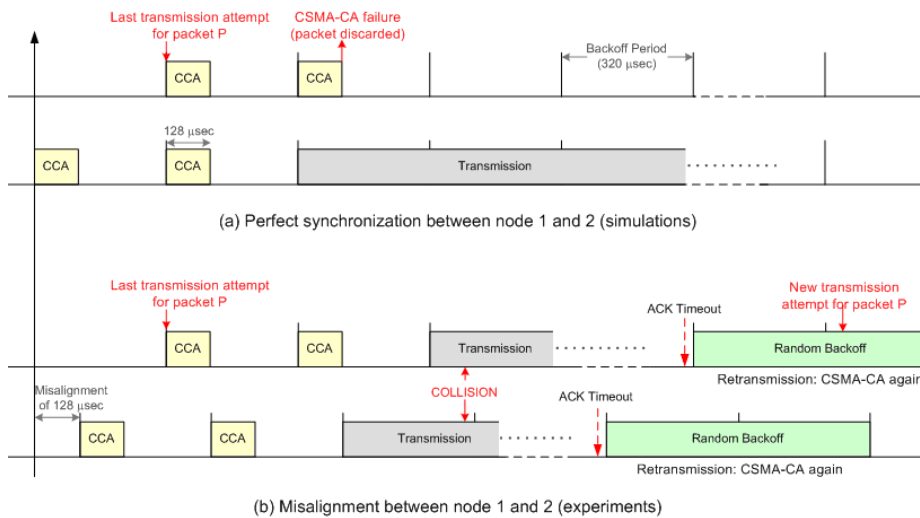 Last transmission attempt
for packet P
CSMA-CA failure
(packet discarded)
Backoff Period
(320 μsec)
CCA
CCA
128 μsec
CCA
CCA
Transmission
(a) Perfect synchronization between node 1 and 2 (simulations)
Last transmission attempt
for packet P
New transmission
attempt for packet P
ACK Timeout
CCA
CCA
Transmission
Random Backoff
Retransmission: CSMA-CA again
Misalignment
of 128 μsec
COLLISION
ACK Timeout
CCA
CCA
Transmission
Random Backoff
Retransmission: CSMA-CA again
(b) Misalignment between node 1 and 2 (experiments)